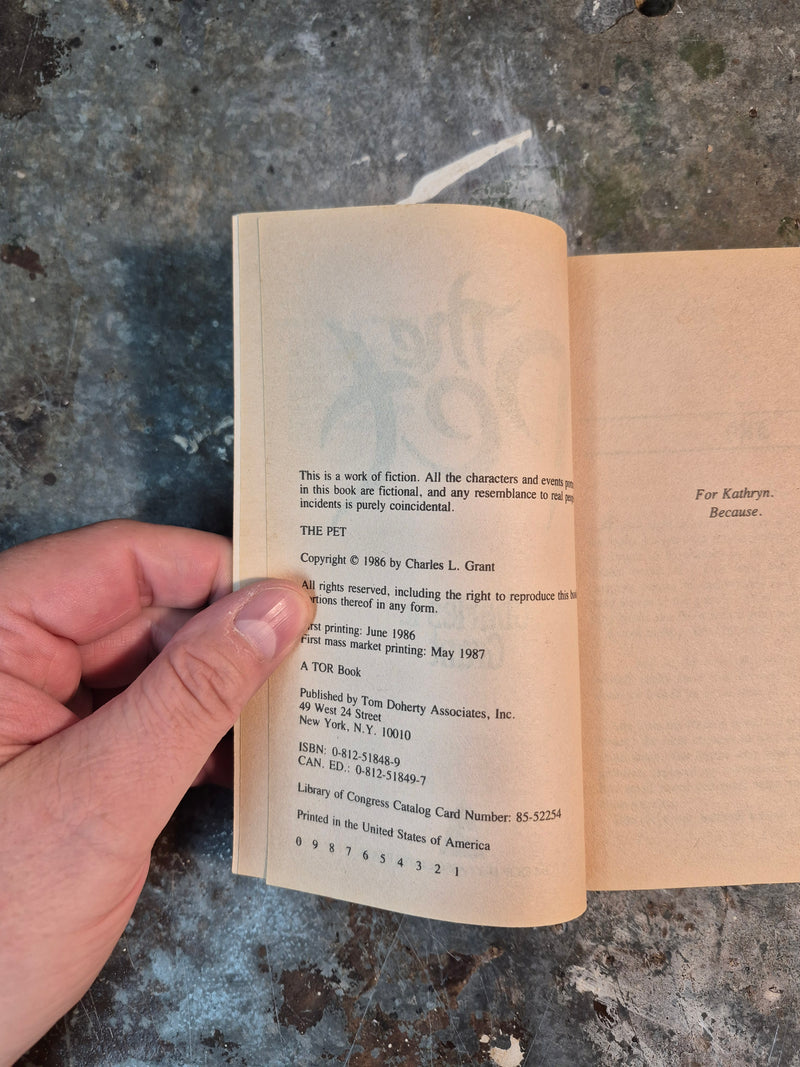 This is a work of fiction. All the characters and events
in this book are fictional, and any resemblance to real
incidents is purely coincidental.
THE PET
Copyright © 1986 by Charles L. Grant
All rights reserved, including the right to reproduce this
thereof in any form.
printing: June 1986
First mass market printing: May 1987
A TOR Book
Published by Tom Doherty Associates, Inc.
49 West 24 Street
New York, N.Y. 10010
ISBN: 0-812-51848-9
CAN. ED.: 0-812-51849-7
Library of Congress Catalog Card Number: 85-52254
Printed in the United States of America
0 9 8 7 6 5 4 3 2 1
For Kathryn.
Because.